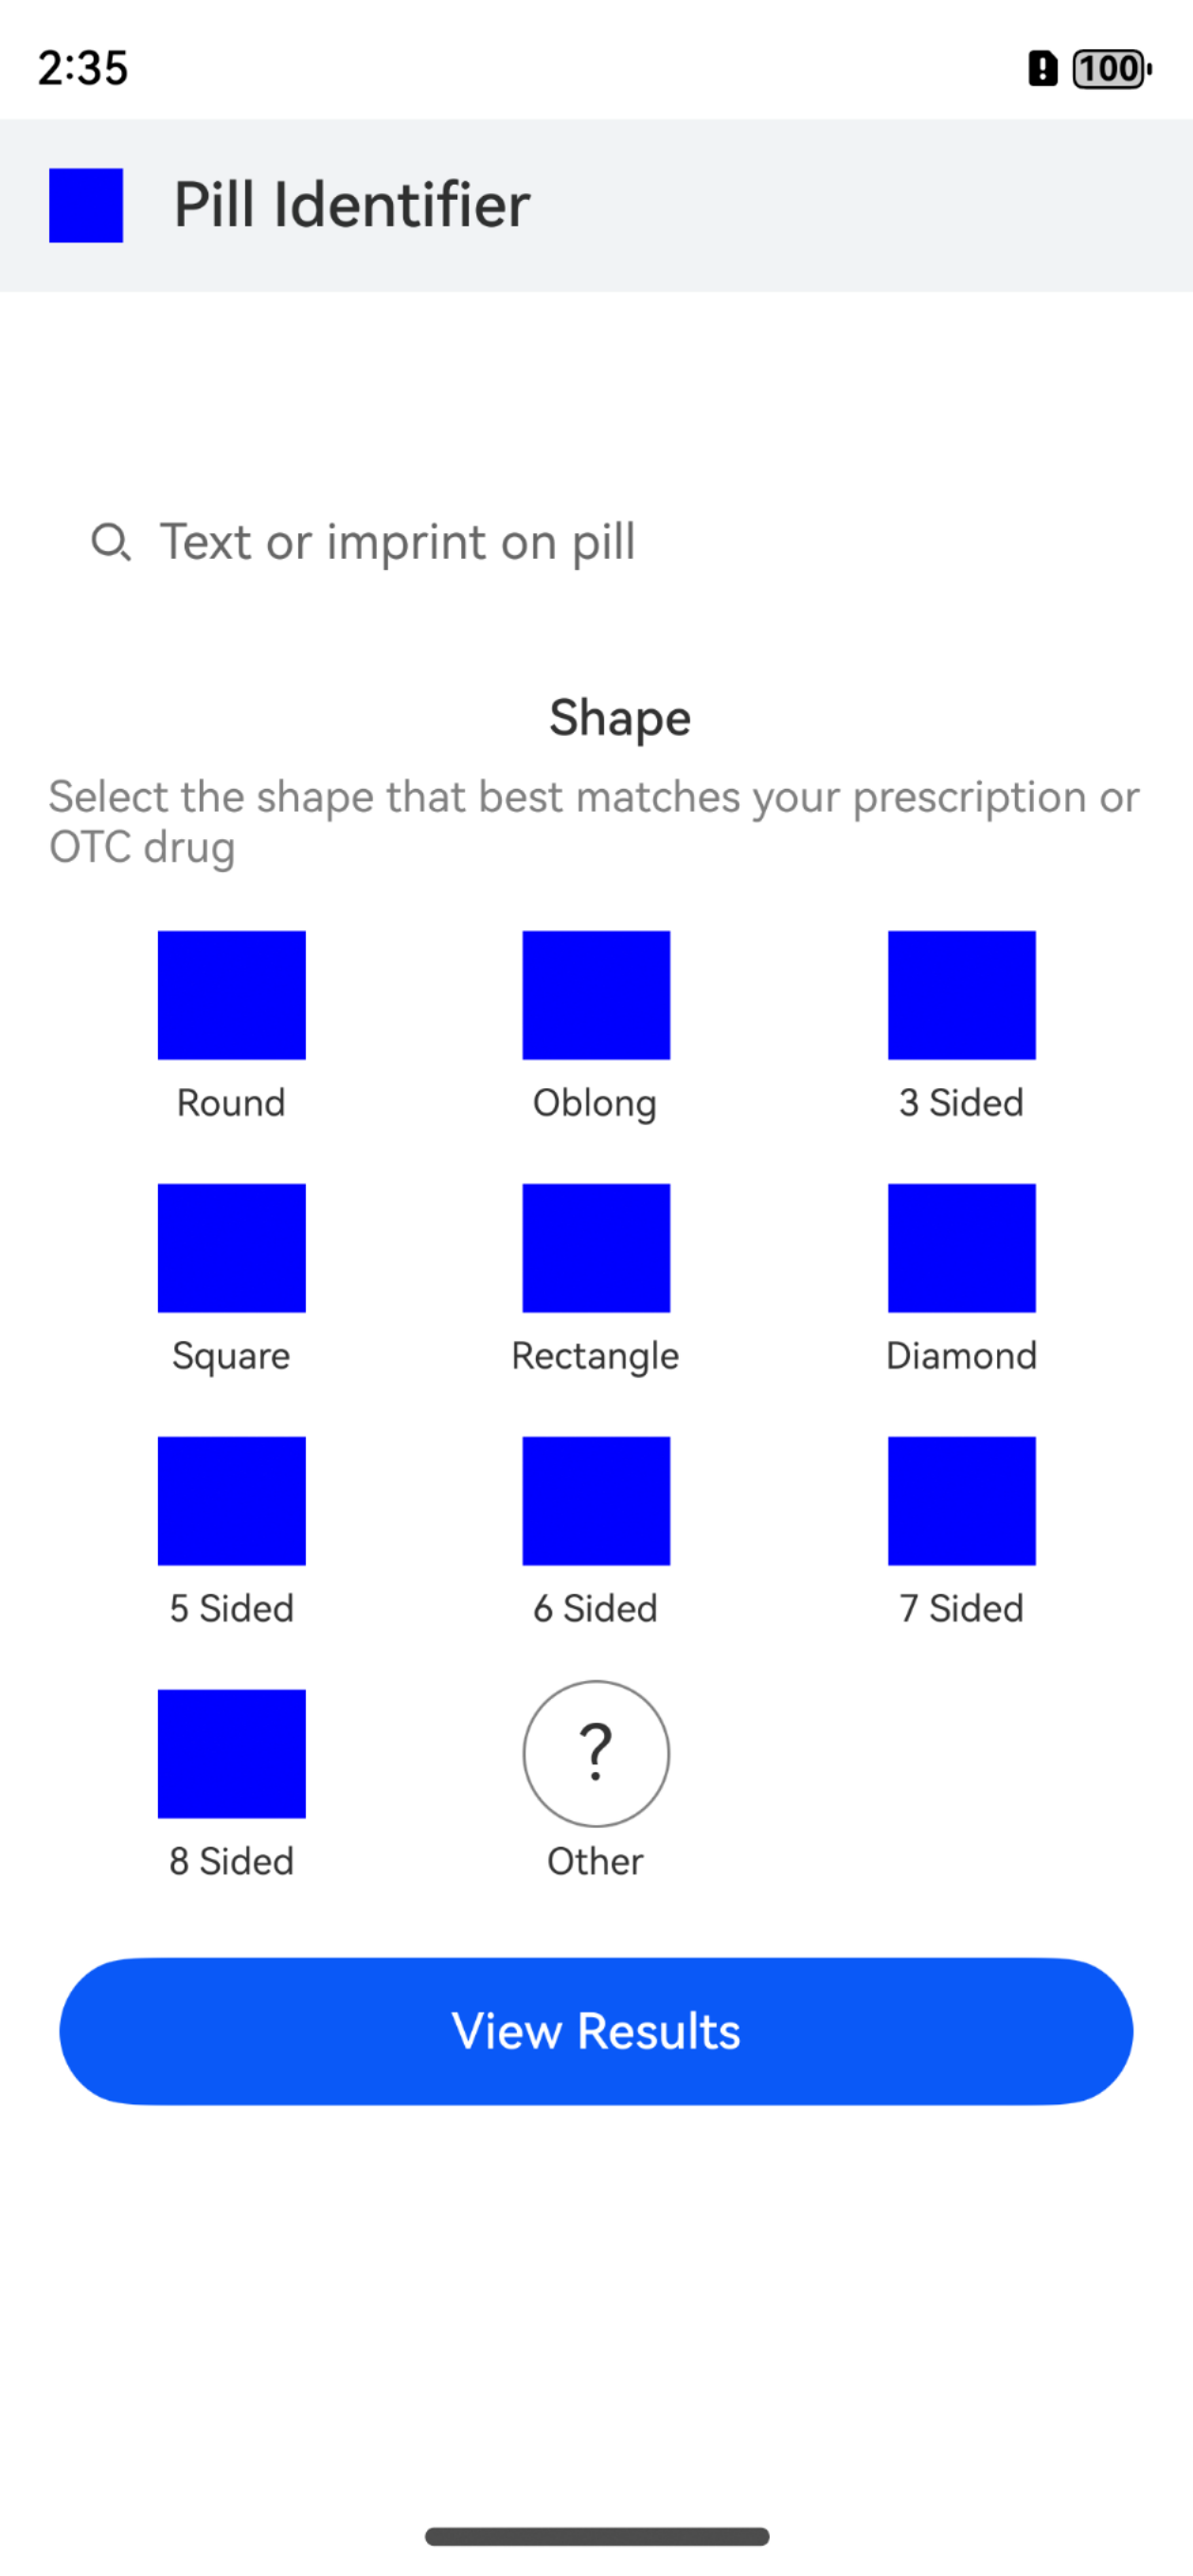 2:35
100
Pill Identifier
Text or imprint on pill
Shape
Select the shape that best matches your prescription or
OTC drug
Round
Oblong
3 Sided
Square
Rectangle
Diamond
5 Sided
6 Sided
7 Sided
8 Sided
?
Other
View Results